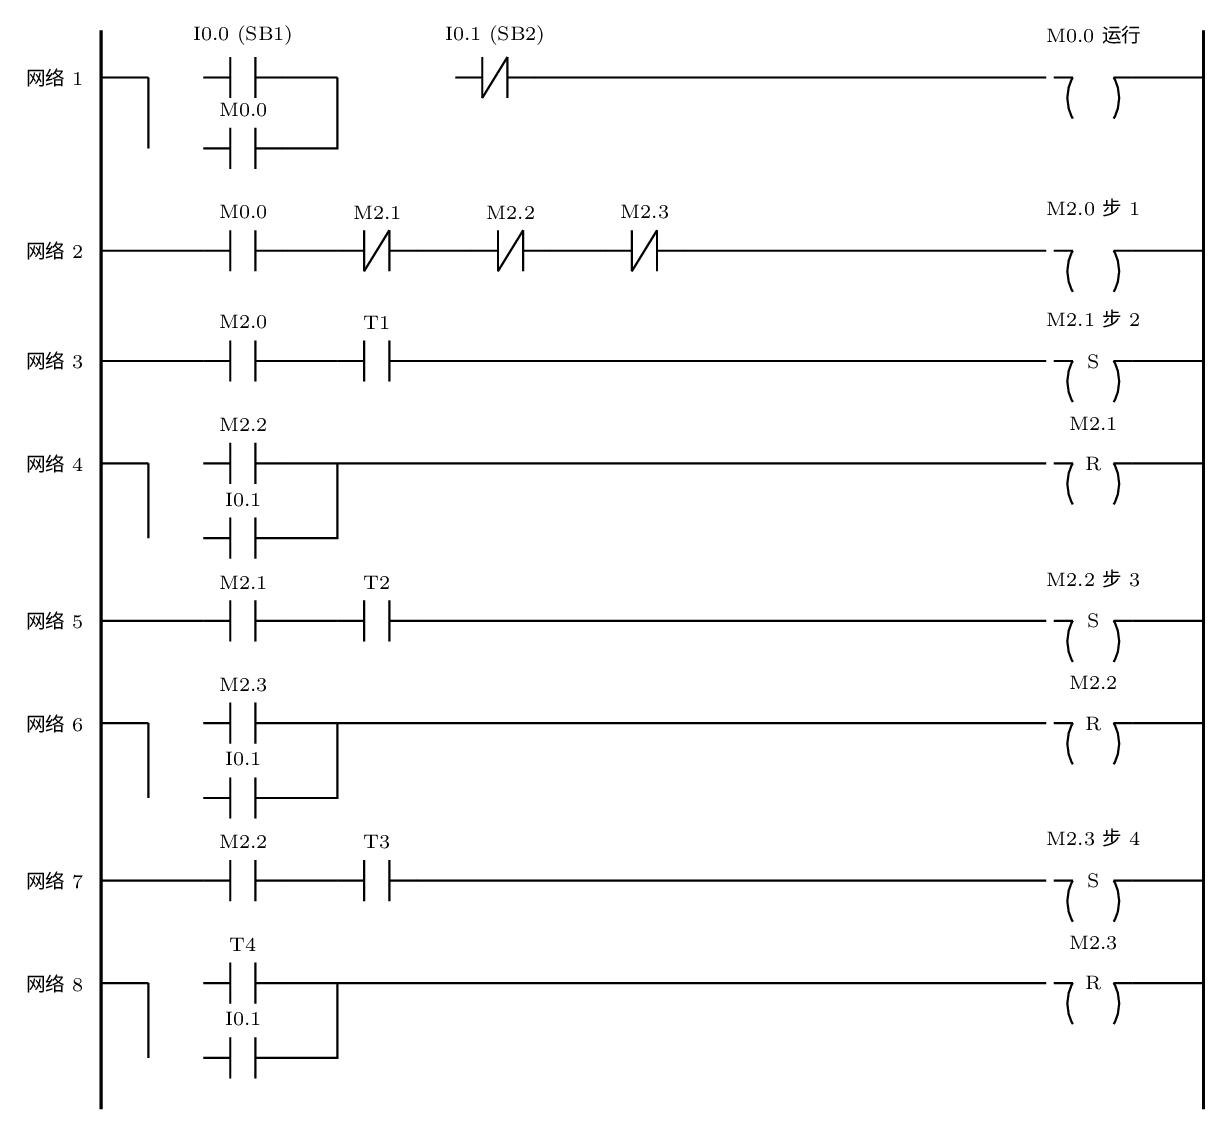 I0.0 (SB1) I0.1 (SB2) M0.0 运行
网络 1
M0.0
M0.0 M2.1 M2.2 M2.3 M2.0 步 1
网络 2
M2.0 T1 M2.1 步 2
网络 3 S
M2.2 M2.1
网络 4 R
I0.1
M2.1 T2 M2.2 步 3
网络 5 S
M2.3 M2.2
网络 6 R
I0.1
M2.2 T3 M2.3 步 4
网络 7 S
T4 M2.3
网络 8 R
I0.1